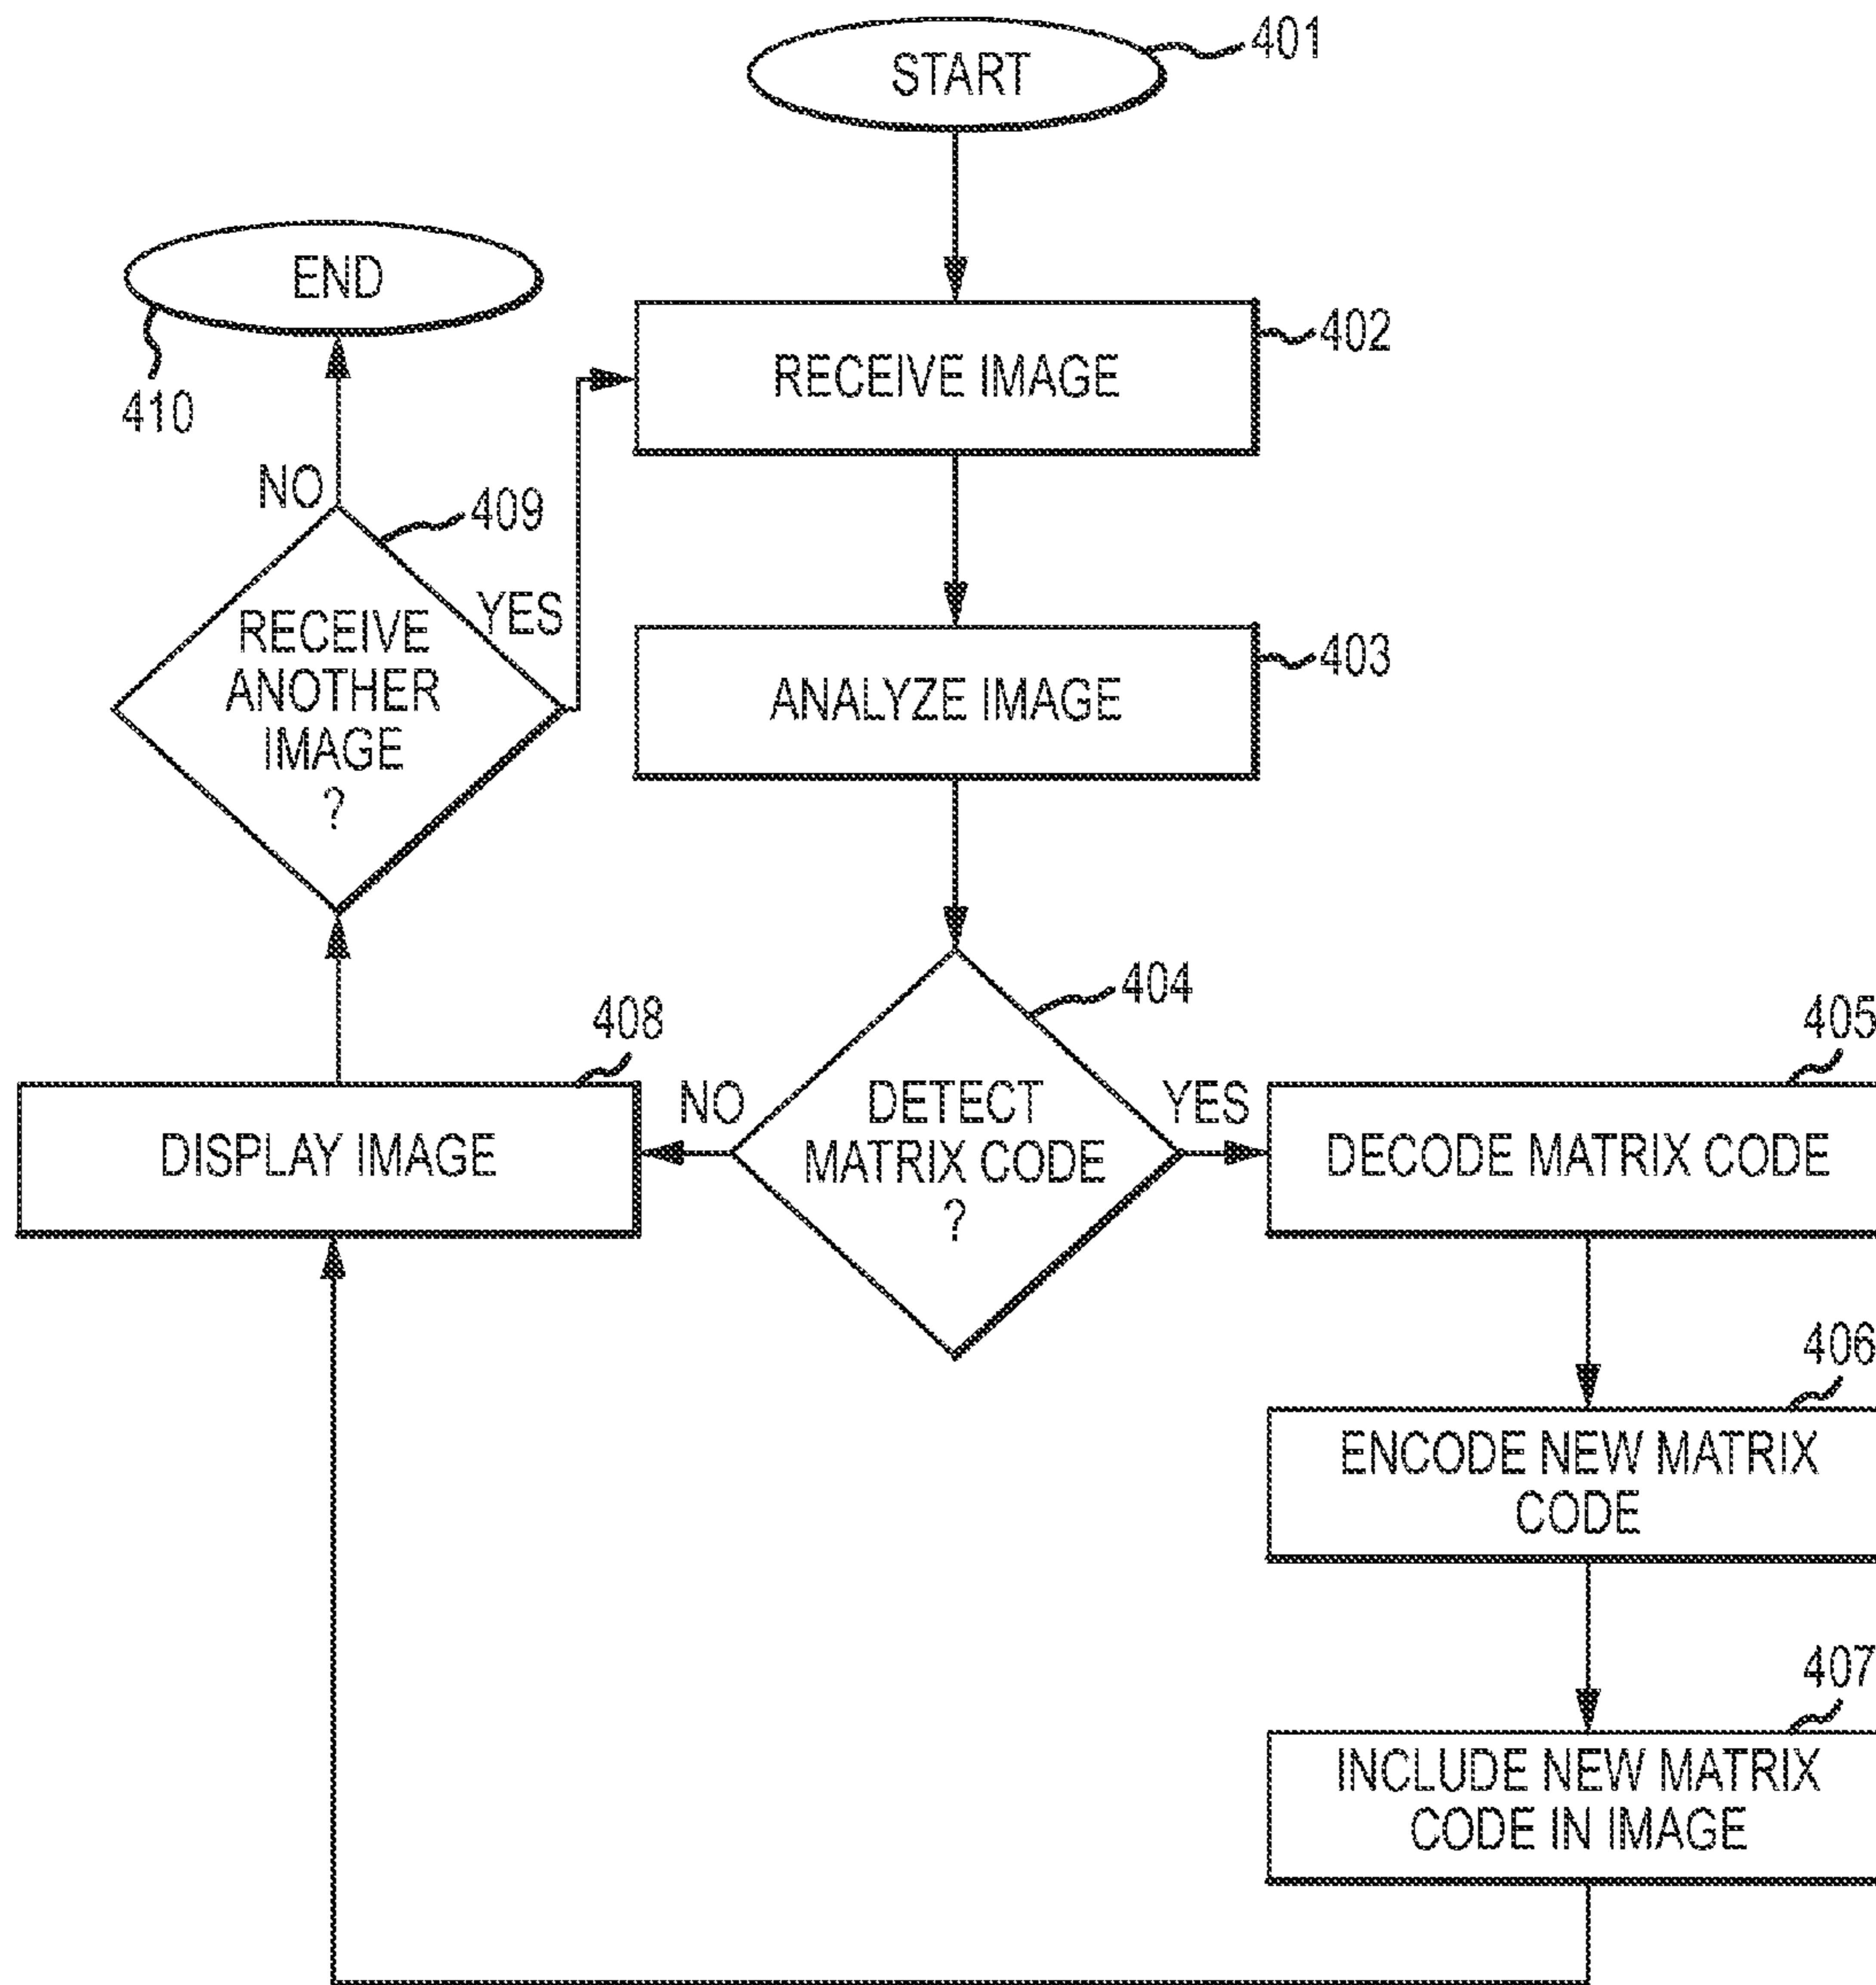 START
401
END
410
RECEIVE IMAGE
402
NO
409
YES
RECEIVE
ANOTHER
IMAGE
?
ANALYZE IMAGE
403
404
408
405
DISPLAY IMAGE
NO
DETECT
MATRIX CODE
?
YES
DECODE MATRIX CODE
406
ENCODE NEW MATRIX
CODE
407
INCLUDE NEW MATRIX
CODE IN IMAGE